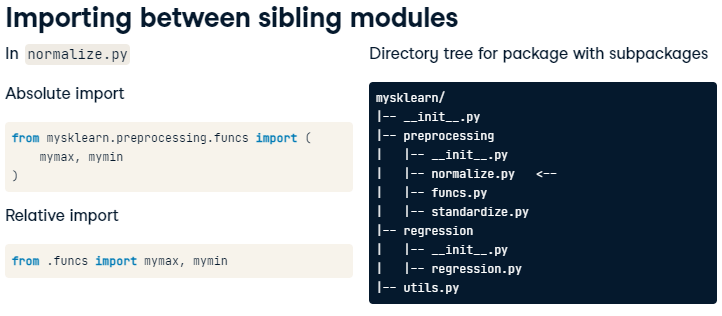 Importing between sibling modules
In normalize.py
Absolute import
from mysklearn.preprocessing.funcs import (
    mymax, mymin
)
Relative import
from .funcs import mymax, mymin
Directory tree for package with subpackages
mysklearn/
|-- __init__.py
|-- preprocessing
|   |-- __init__.py
|   |-- normalize.py   <--
|   |-- funcs.py
|   |-- standardize.py
|-- regression
|   |-- __init__.py
|   |-- regression.py
|-- utils.py